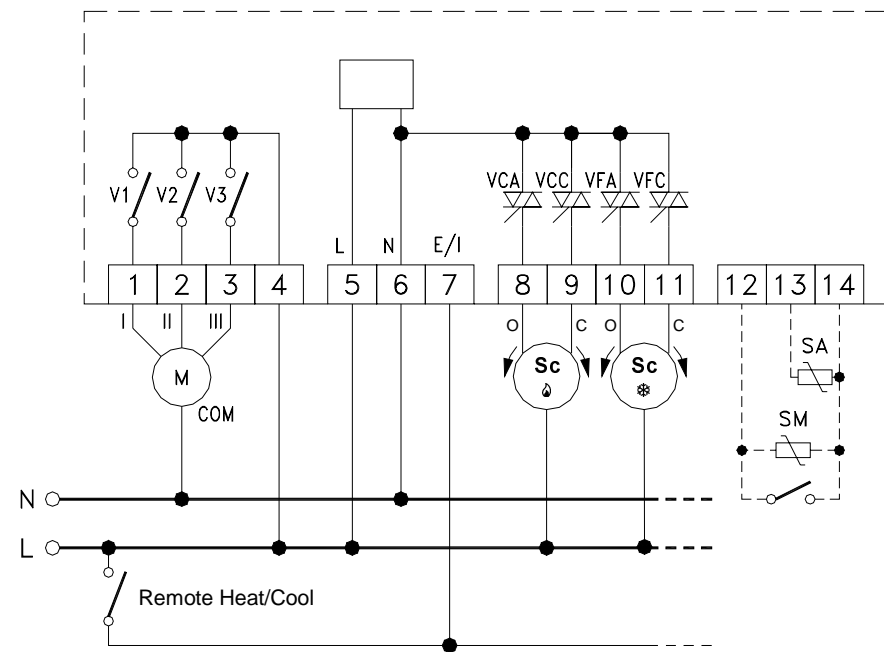 V1 V2 V3 VCA VCC VFA VFC
L N E/I
1 2 3 4 5 6 7 8 9 10 11 12 13 14
I II III O C O C
SA
M Sc Sc
COM SM
N
L
Remote Heat/Cool